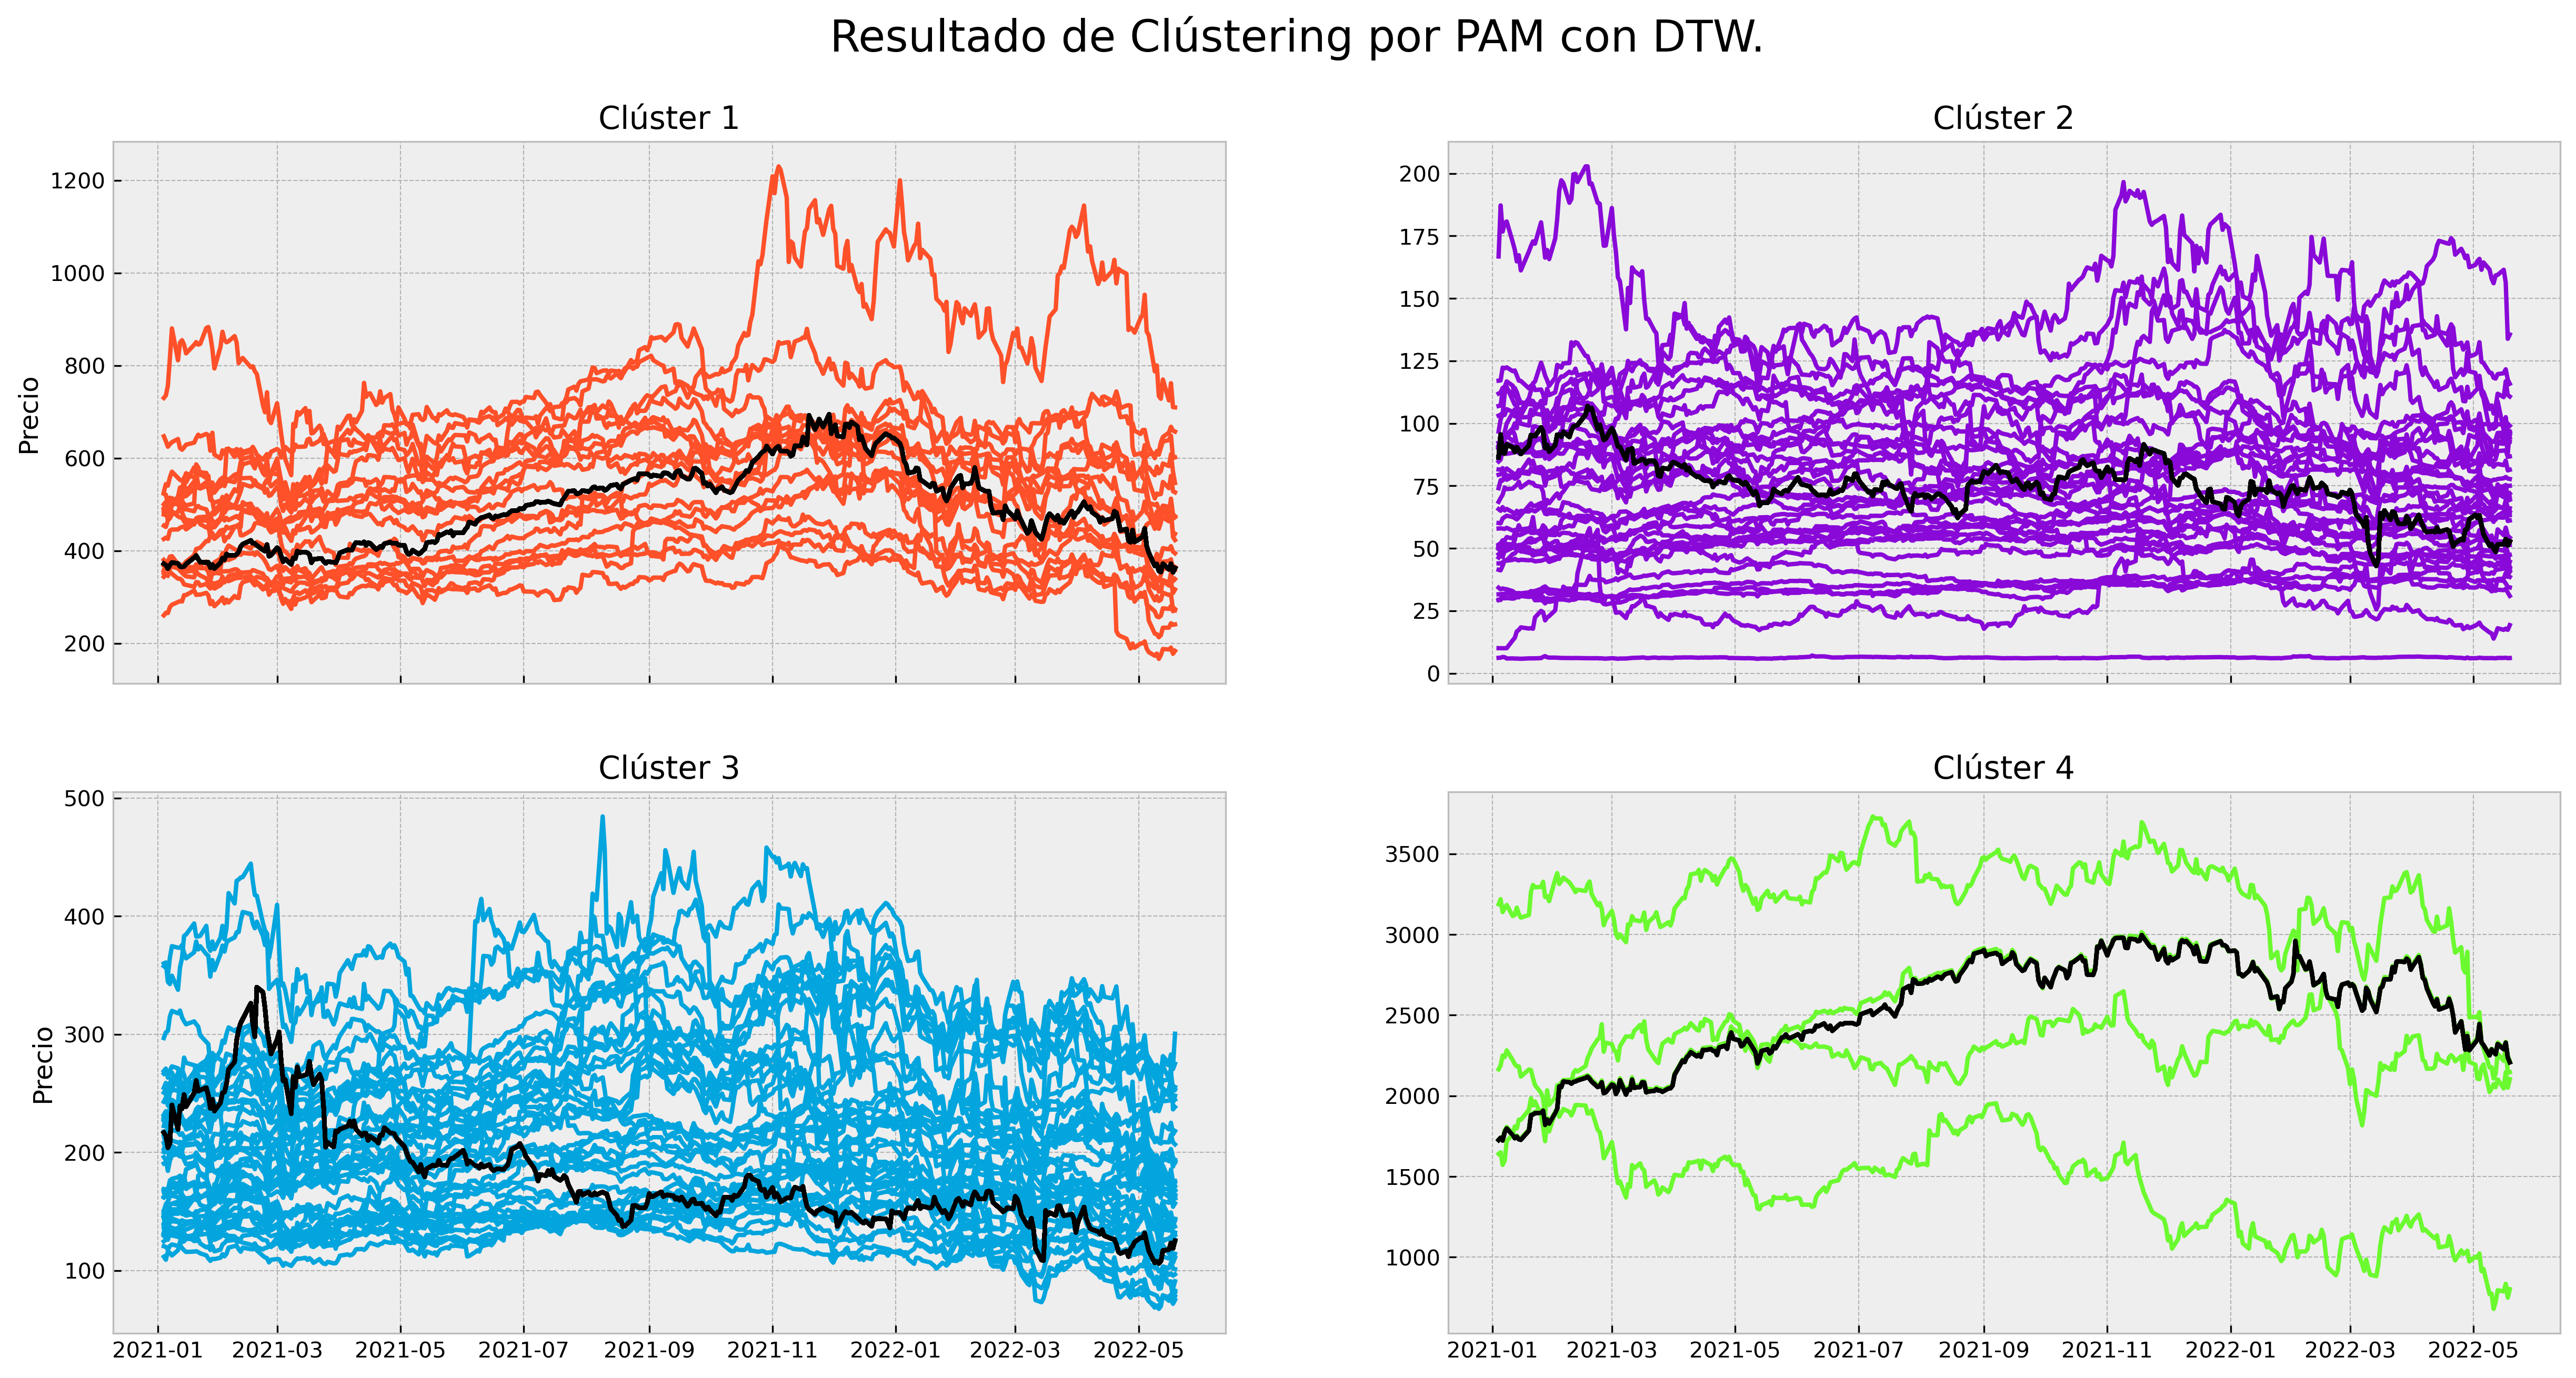 Resultado de Clústering por PAM con DTW.
Clúster 1
Clúster 2
Precio
1200
1000
800
600
400
200
200
175
150
125
100
75
50
25
0
Clúster 3
Clúster 4
Precio
500
400
300
200
100
3500
3000
2500
2000
1500
1000
2021-01 2021-03 2021-05 2021-07 2021-09 2021-11 2022-01 2022-03 2022-05
2021-01 2021-03 2021-05 2021-07 2021-09 2021-11 2022-01 2022-03 2022-05